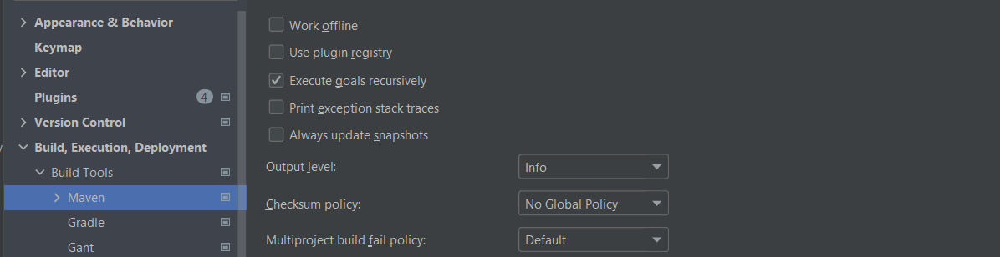 Appearance & Behavior
Keymap
Editor
Plugins 4
Version Control
Build, Execution, Deployment
Build Tools
Maven
Gradle
Gant
Work offline
Use plugin registry
Execute goals recursively
Print exception stack traces
Always update snapshots
Output level: Info
Checksum policy: No Global Policy
Multiproject build fail policy: Default